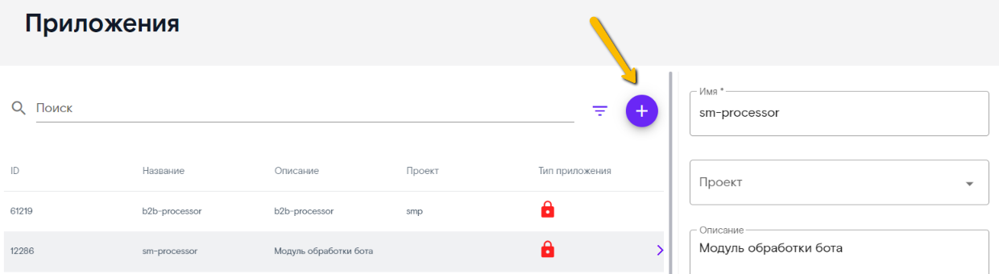 Приложения
Поиск
ID Название Описание Проект Тип приложения
61219 b2b-processor b2b-processor smp
12286 sm-processor Модуль обработки бота
Имя *
sm-processor
Проект
Описание
Модуль обработки бота